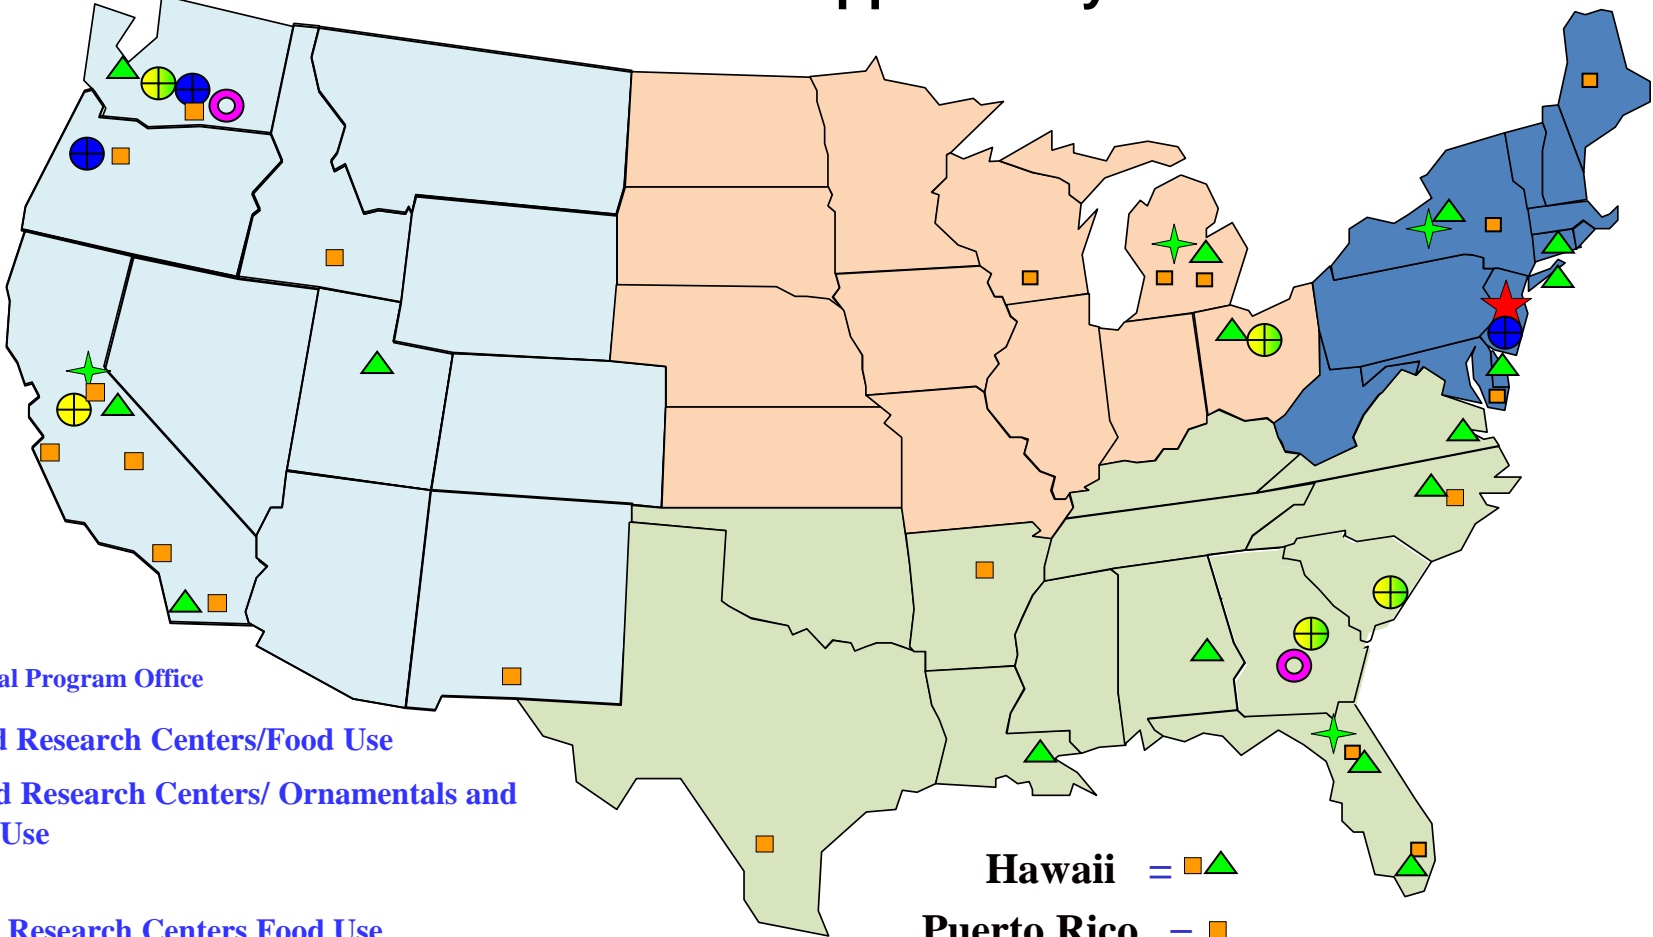 al Program Office
d Research Centers/Food Use
d Research Centers/ Ornamentals and
Use
Research Centers Food Use
Hawaii =
Puerto Rico =